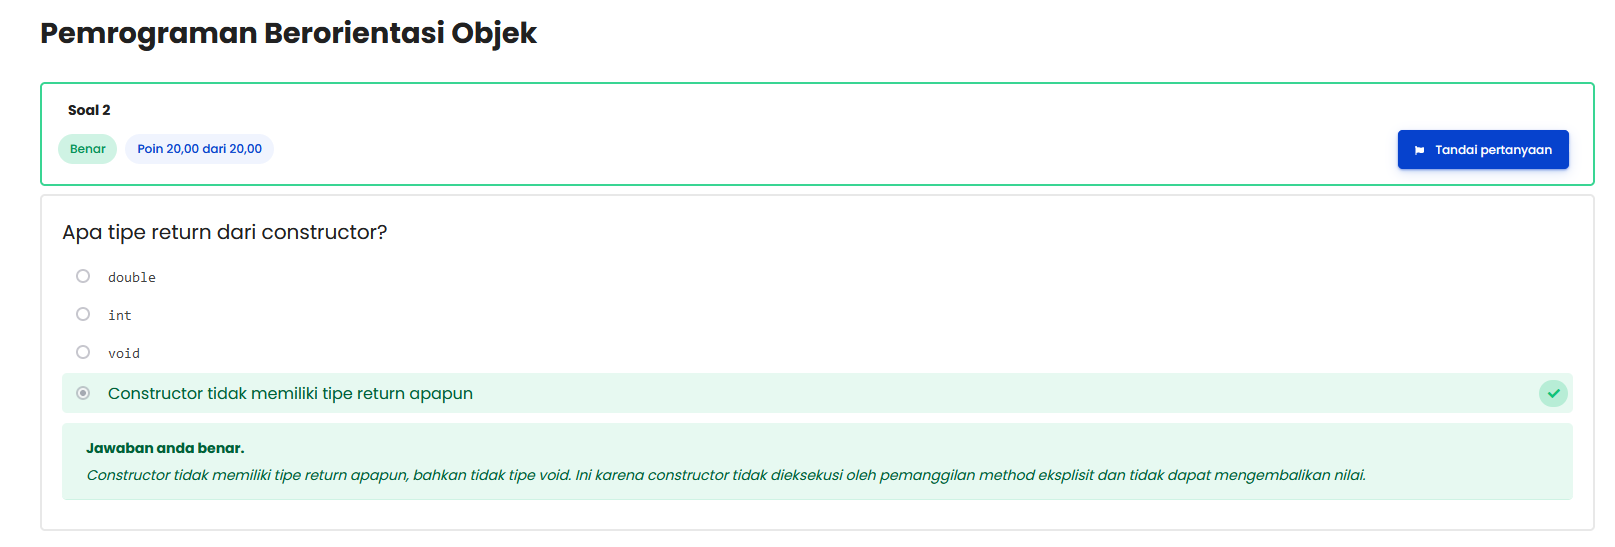 Pemrograman Berorientasi Objek
Soal 2
Benar
Poin 20,00 dari 20,00
Tandai pertanyaan
Apa tipe return dari constructor?
double
int
void
Constructor tidak memiliki tipe return apapun
Jawaban anda benar.
Constructor tidak memiliki tipe return apapun, bahkan tidak tipe void. Ini karena constructor tidak dieksekusi oleh pemanggilan method eksplisit dan tidak dapat mengembalikan nilai.